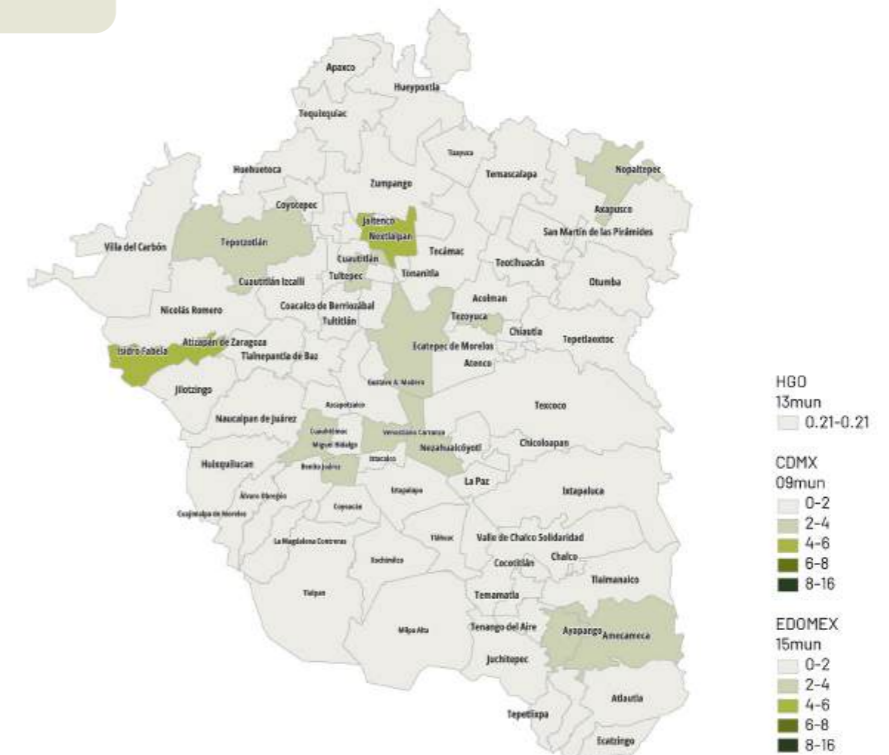 Apaxco
Hueypoxtla
Tequixquiac
Huehuetoca
Zumpango
Temascalapa
Nopaltepec
Coyotepec
Axapusco
Jaltenco
Nextlalpan
San Martín de las Pirámides
Villa del Carbón
Tepotzotlán
Tecámac
Cuautitlán
Teotihuacán
Tultepec
Tonanitla
Cuautitlán Izcalli
Otumba
Nicolás Romero
Coacalco de Berriozábal
Acolman
Tultitlán
Tezoyuca
Chiautla
Tepetlaoxtoc
Isidro Fabela
Atizapán de Zaragoza
Ecatepec de Morelos
Tlalnepantla de Baz
Atenco
Jilotzingo
Gustavo A. Madero
Azcapotzalco
Texcoco
Naucalpan de Juárez
Cuauhtémoc
Venustiano Carranza
Miguel Hidalgo
Nezahualcóyotl
Chicoloapan
Huixquilucan
Iztacalco
Benito Juárez
La Paz
Álvaro Obregón
Iztapalapa
Ixtapaluca
Cuajimalpa de Morelos
Coyoacán
La Magdalena Contreras
Tláhuac
Valle de Chalco Solidaridad
Xochimilco
Cocotitlán
Chalco
Tlalmanalco
Tlalpan
Temamatla
Milpa Alta
Tenango del Aire
Ayapango
Amecameca
Juchitepec
Atlautla
Tepetlixpa
Ecatzingo
HGO
13mun
0.21-0.21
CDMX
09mun
0-2
2-4
4-6
6-8
8-16
EDOMEX
15mun
0-2
2-4
4-6
6-8
8-16